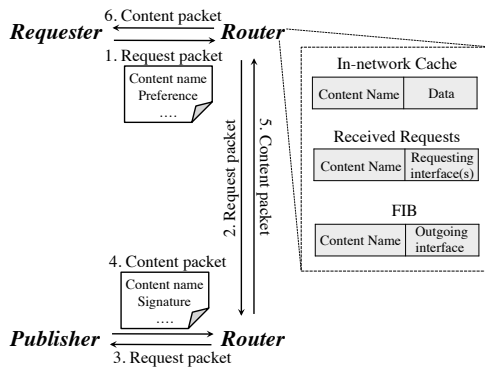 6. Content packet
Requester
Router
1. Request packet
Content name
Preference
....
In-network Cache
Content Name
Data
Received Requests
Content Name
Requesting
interface(s)
FIB
Content Name
Outgoing
interface
2. Request packet
5. Content packet
4. Content packet
Content name
Signature
....
Publisher
Router
3. Request packet